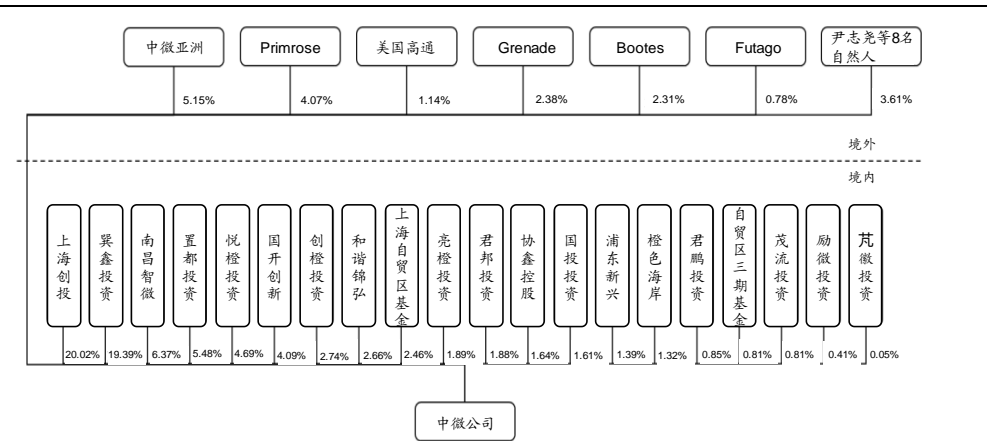 中微亚洲
Primrose
美国高通
Grenade
Bootes
Futago
尹志尧等8名
自然人
5.15%
4.07%
1.14%
2.38%
2.31%
0.78%
3.61%
境外
境内
上海创投
巽鑫投资
南昌智微
置都投资
悦橙投资
国开创新
创橙投资
和谐锦弘
上海自贸区基金
亮橙投资
君邦投资
协鑫控股
国投投资
浦东新兴
橙色海岸
君鹏投资
自贸区三期基金
茂流投资
励微投资
芃徽投资
20.02%
19.39%
6.37%
5.48%
4.69%
4.09%
2.74%
2.66%
2.46%
1.89%
1.88%
1.64%
1.61%
1.39%
1.32%
0.85%
0.81%
0.81%
0.41%
0.05%
中微公司